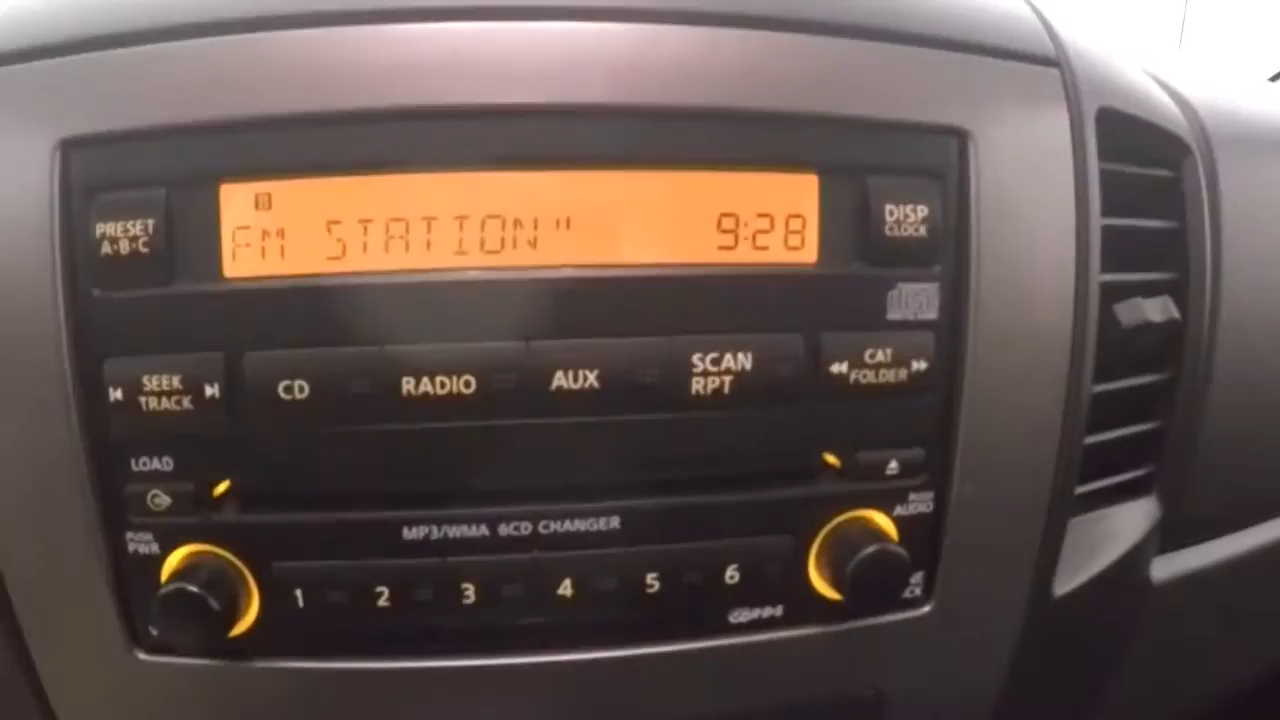 B
FM STATION" 9:28
PRESET
A·B·C
DISP
CLOCK
SEEK
TRACK
CD
RADIO
AUX
SCAN
RPT
CAT
FOLDER
LOAD
PUSH
PWR
MP3/WMA 6CD CHANGER
PUSH
AUDIO
1 2 3 4 5 6